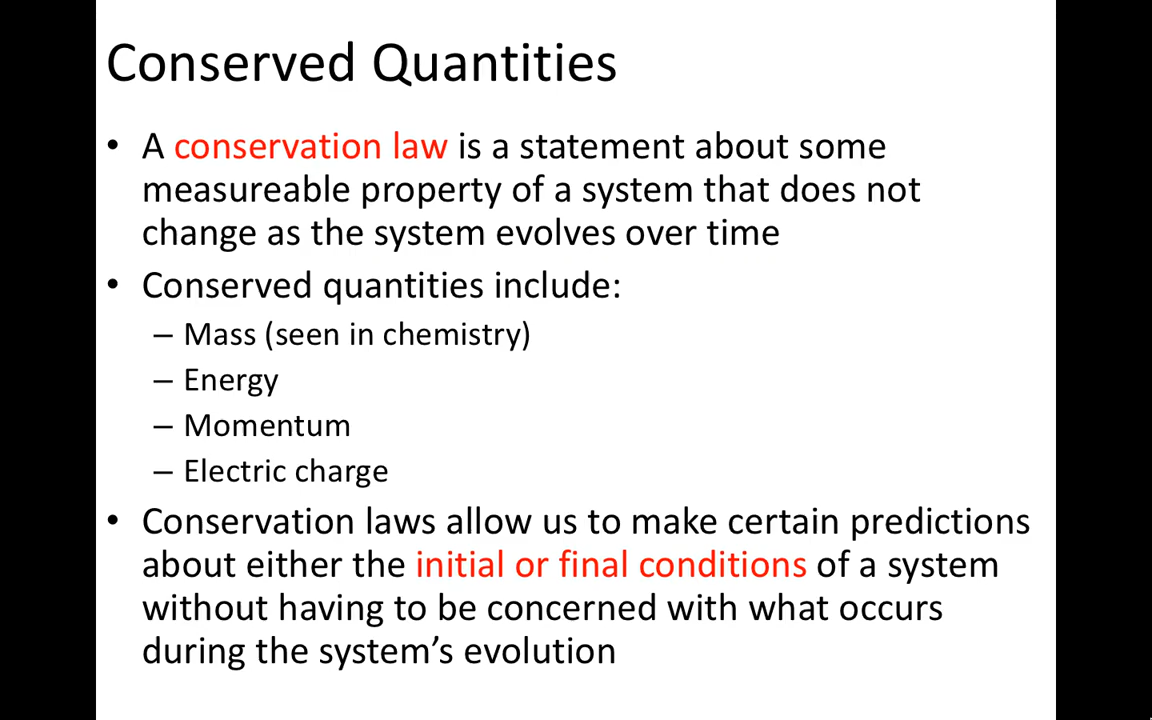 Conserved Quantities
• A conservation law is a statement about some
measureable property of a system that does not
change as the system evolves over time
• Conserved quantities include:
– Mass (seen in chemistry)
– Energy
– Momentum
– Electric charge
• Conservation laws allow us to make certain predictions
about either the initial or final conditions of a system
without having to be concerned with what occurs
during the system’s evolution